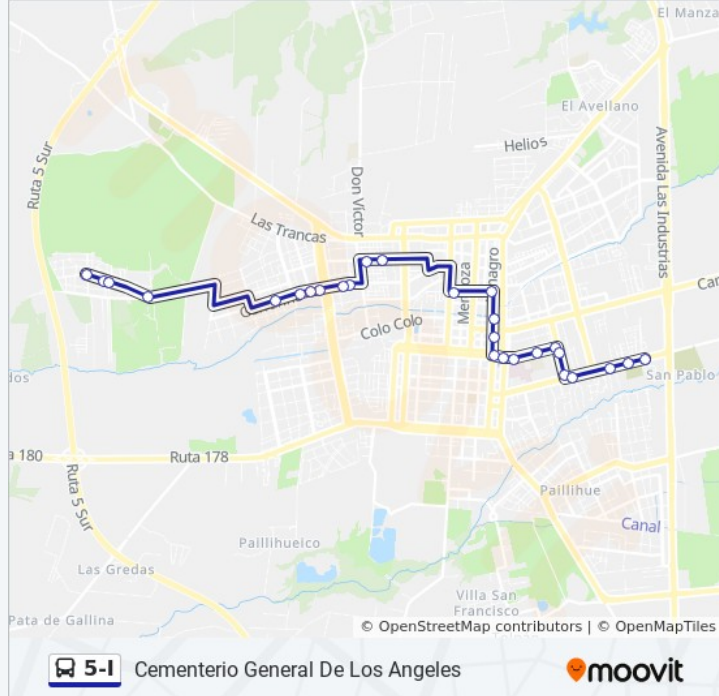 El Manza
El Avellano
Helios
Avenida Las Industrias
Ruta 5 Sur
Don Víctor
Las Trancas
Mendoza
Colo Colo
San Pablo
dos
a 180
Ruta 178
Ruta 5 Sur
Paillihue
Canal
Paillihueico
Las Gredas
Villa San
Francisco
Pata de Gallina
© OpenStreetMap contributors | © OpenMapTiles
5-I Cementerio General De Los Angeles
moovit